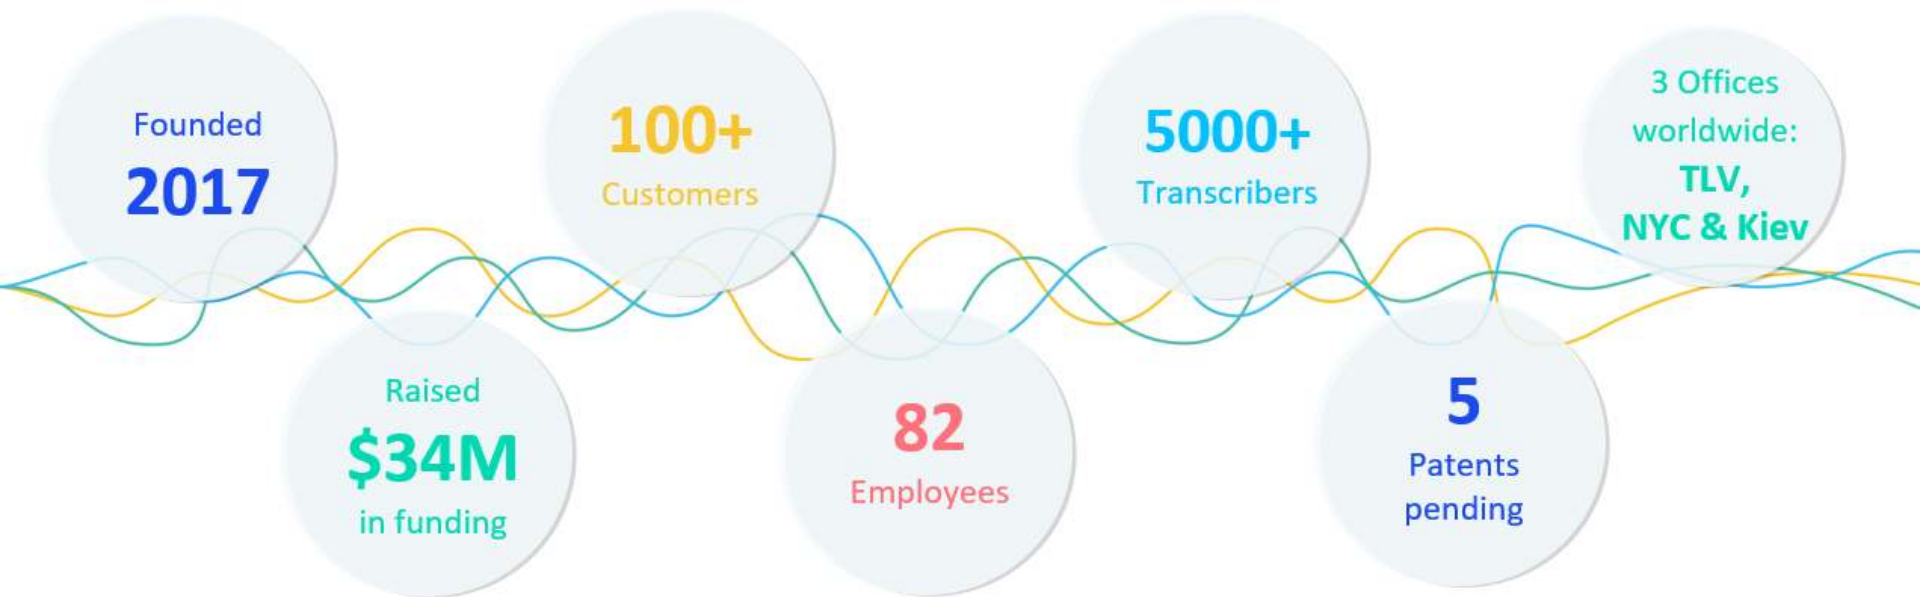 Founded
2017
Raised
$34M
in funding
100+
Customers
82
Employees
5000+
Transcribers
5
Patents
pending
3 Offices
worldwide:
TLV,
NYC & Kiev